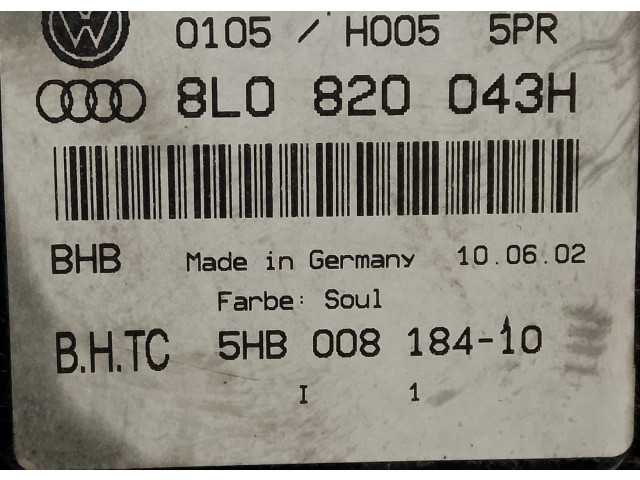 VW
0105 / H005 5PR
8L0 820 043H
BHB Made in Germany 10.06.02
Farbe: Soul
B.H.TC 5HB 008 184-10
I 1